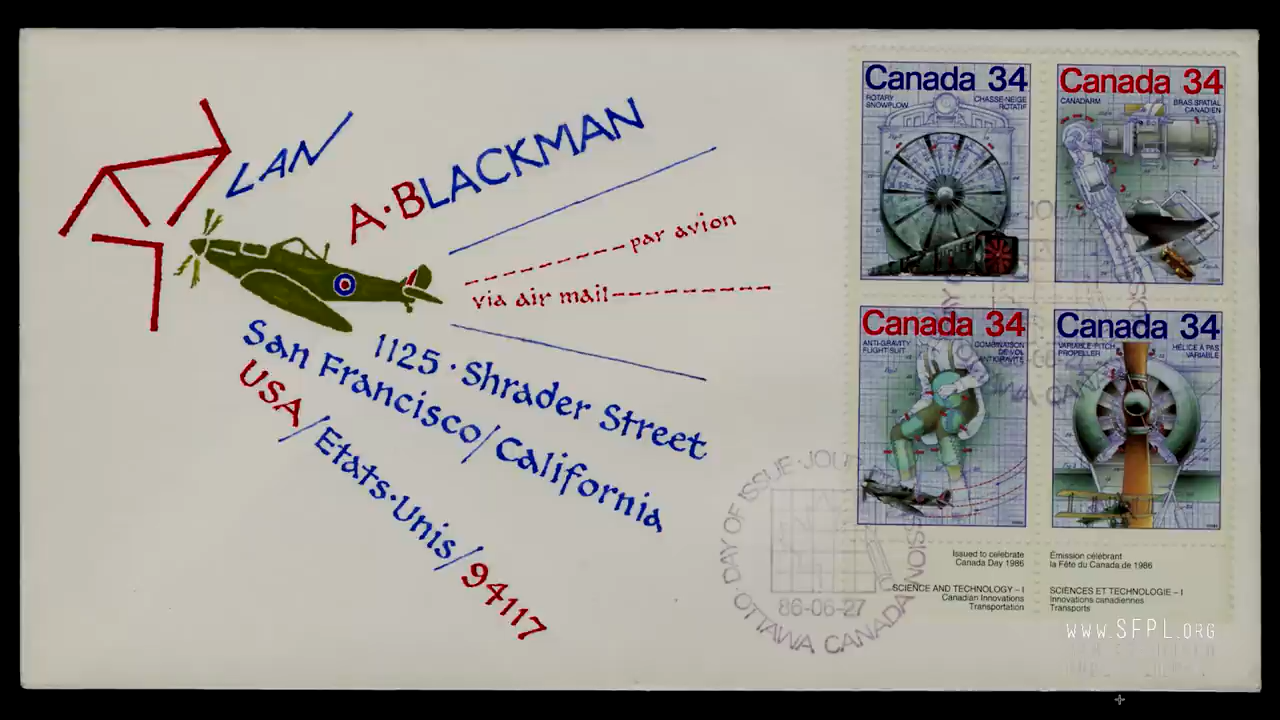 LAN
A·BLACKMAN
par avion
via air mail
1125·Shrader Street
San Francisco/California
USA/Etats·Unis/94117
Canada 34
ROTARY SNOWPLOW
CHASSE-NEIGE ROTATIF
Canada 34
CANADARM
BRAS SPATIAL CANADIEN
Canada 34
ANTI-GRAVITY FLIGHT SUIT
COMBINAISON DE VOL ANTIGRAVITÉ
Canada 34
VARIABLE-PITCH PROPELLER
HÉLICE À PAS VARIABLE
DAY OF ISSUE·JOUR
86-06-27
OTTAWA CANADA
Issued to celebrate
Canada Day 1986
SCIENCE AND TECHNOLOGY – I
Canadian Innovations
Transportation
Émission célébrant
la Fête du Canada de 1986
SCIENCES ET TECHNOLOGIE – I
Innovations canadiennes
Transports
www.SFPL.org